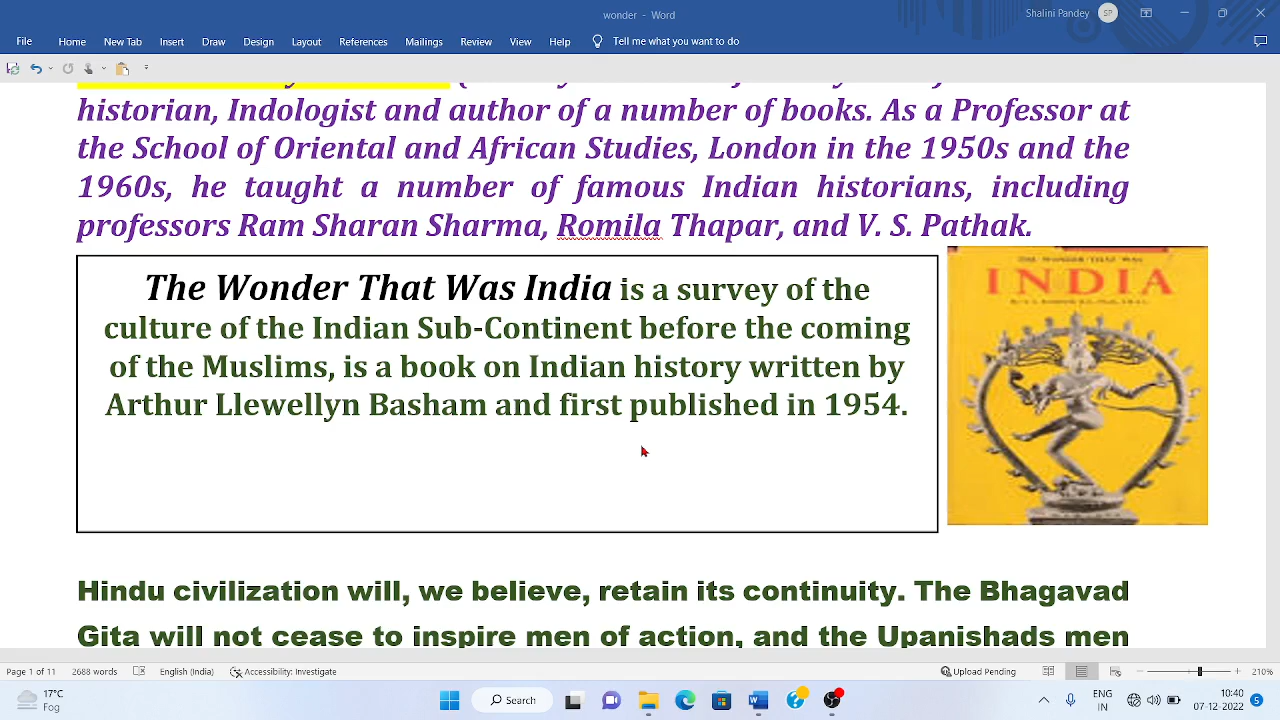 wonder - Word
Shalini Pandey SP
File Home New Tab Insert Draw Design Layout References Mailings Review View Help Tell me what you want to do
historian, Indologist and author of a number of books. As a Professor at
the School of Oriental and African Studies, London in the 1950s and the
1960s, he taught a number of famous Indian historians, including
professors Ram Sharan Sharma, Romila Thapar, and V. S. Pathak.
The Wonder That Was India is a survey of the
culture of the Indian Sub-Continent before the coming
of the Muslims, is a book on Indian history written by
Arthur Llewellyn Basham and first published in 1954.
THE WONDER THAT WAS
INDIA
Hindu civilization will, we believe, retain its continuity. The Bhagavad
Gita will not cease to inspire men of action, and the Upanishads men
Page 1 of 11 2688 words English (India) Accessibility: Investigate Upload Pending 210%
17°C
Fog
Search
ENG
IN
10:40
07-12-2022
5